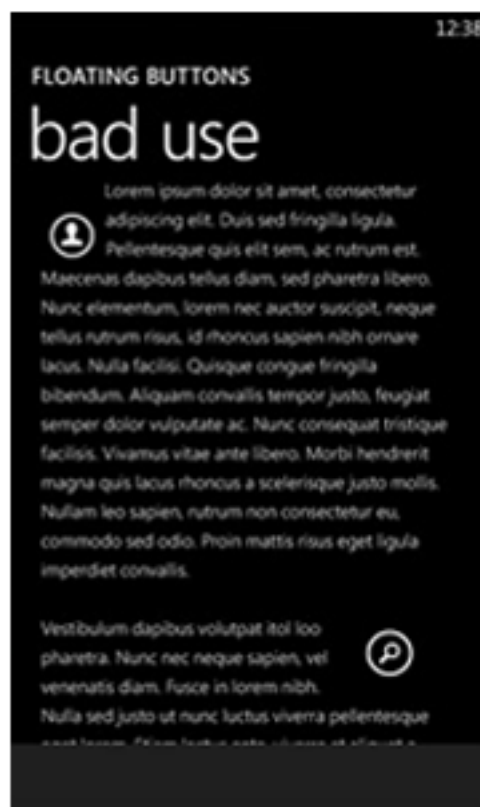 12:38
FLOATING BUTTONS
bad use
Lorem ipsum dolor sit amet, consectetur
adipiscing elit. Duis sed fringilla ligula.
Pellentesque quis elit sem, ac rutrum est.
Maecenas dapibus tellus diam, sed pharetra libero.
Nunc elementum, lorem nec auctor suscipit, neque
tellus rutrum risus, id rhoncus sapien nibh ornare
lacus. Nulla facilisi. Quisque congue fringilla
bibendum. Aliquam convallis tempor justo, feugiat
semper dolor vulputate ac. Nunc consequat tristique
facilisis. Vivamus vitae ante libero. Morbi hendrerit
magna quis lacus rhoncus a scelerisque justo mollis.
Nullam leo sapien, rutrum non consectetur eu,
commodo sed odio. Proin mattis risus eget ligula
imperdiet convallis.
Vestibulum dapibus volutpat itol loo
pharetra. Nunc nec neque sapien, vel
venenatis diam. Fusce in lorem nibh.
Nulla sed justo ut nunc luctus viverra pellentesque